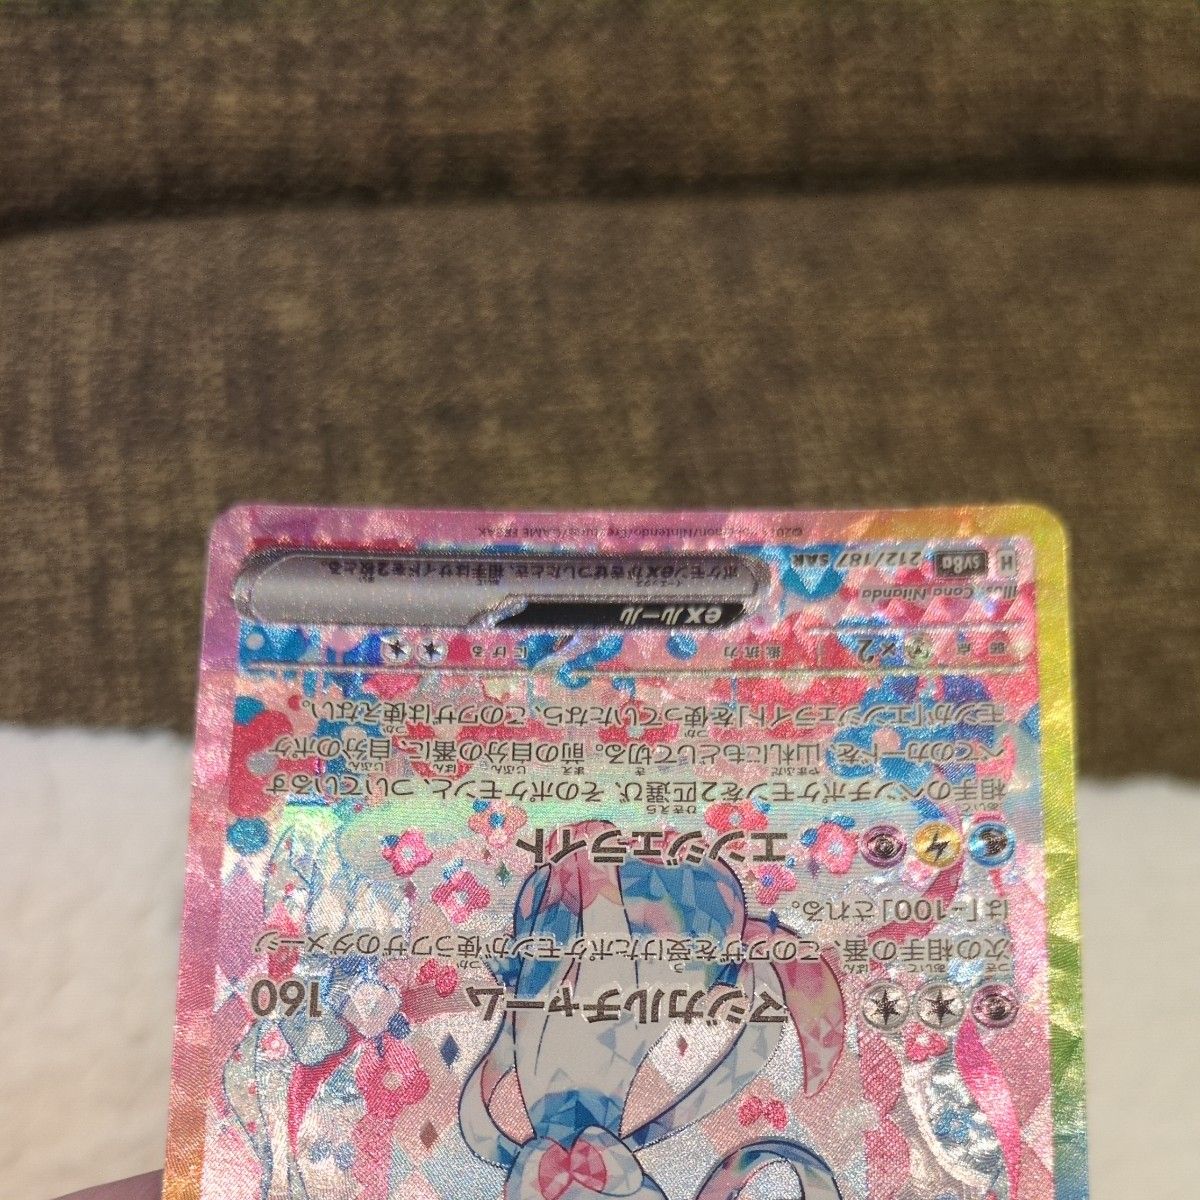 マジカルチャーム 160
次の相手の番、このワザを受けたポケモンが使うワザのダメージ
は「-100」される。
エンジェライト
相手のベンチポケモンを2匹選び、そのポケモンと、ついているす
べてのカードを、山札にもどして切る。前の自分の番に、自分のポケ
モンが「エンジェライト」を使っていたなら、このワザは使えない。
弱点 ×2 抵抗力 にげる
exルール
ポケモンexがきぜつしたとき、相手はサイドを2枚とる。
Illus. Cona Nitanda
H sv8a 212/187 SAR